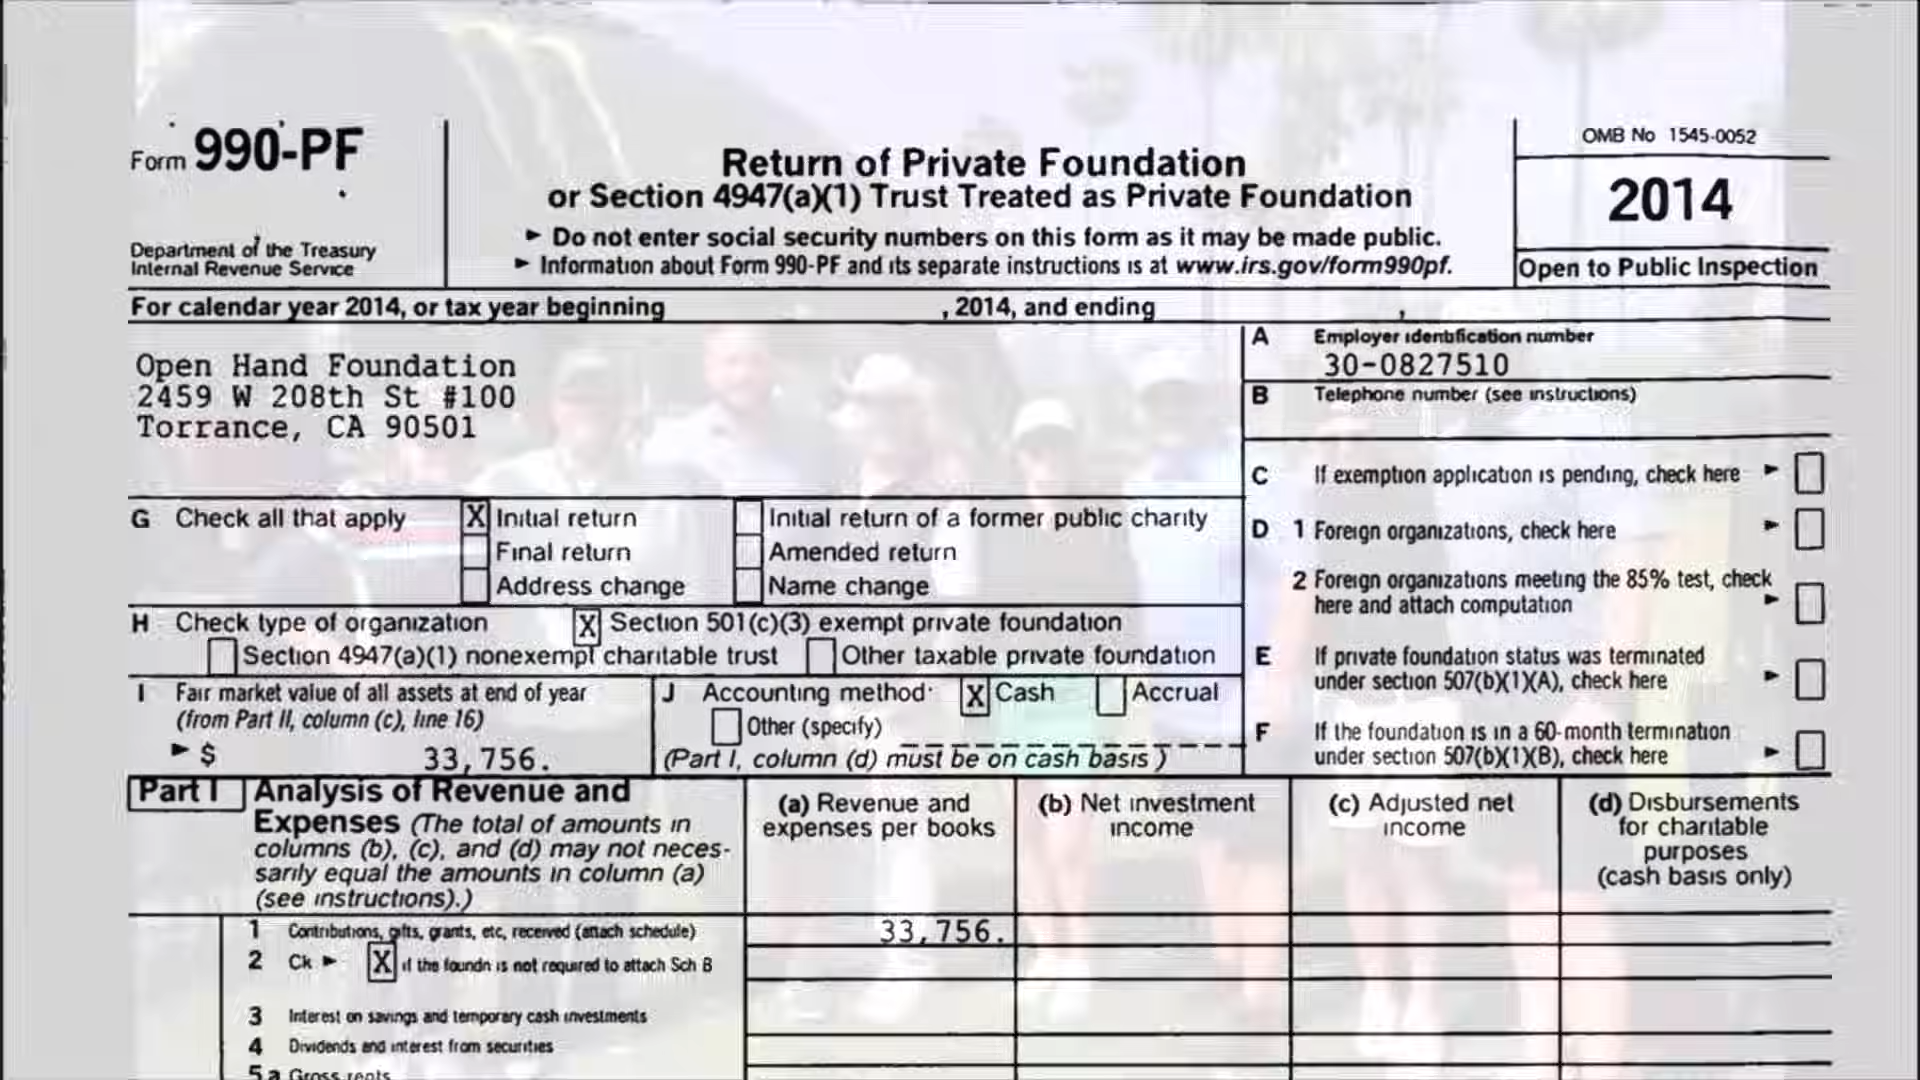 Form 990-PF
Department of the Treasury
Internal Revenue Service
Return of Private Foundation
or Section 4947(a)(1) Trust Treated as Private Foundation
► Do not enter social security numbers on this form as it may be made public.
► Information about Form 990-PF and its separate instructions is at www.irs.gov/form990pf.
OMB No 1545-0052
2014
Open to Public Inspection
For calendar year 2014, or tax year beginning , 2014, and ending ,
Open Hand Foundation
2459 W 208th St #100
Torrance, CA 90501
A Employer identification number
30-0827510
B Telephone number (see instructions)
C If exemption application is pending, check here ►
D 1 Foreign organizations, check here ►
2 Foreign organizations meeting the 85% test, check
here and attach computation ►
E If private foundation status was terminated
under section 507(b)(1)(A), check here ►
F If the foundation is in a 60-month termination
under section 507(b)(1)(B), check here ►
G Check all that apply X Initial return Initial return of a former public charity
Final return Amended return
Address change Name change
H Check type of organization X Section 501(c)(3) exempt private foundation
Section 4947(a)(1) nonexempt charitable trust Other taxable private foundation
I Fair market value of all assets at end of year
(from Part II, column (c), line 16)
► $ 33,756.
J Accounting method X Cash Accrual
Other (specify)
(Part I, column (d) must be on cash basis )
Part I Analysis of Revenue and
Expenses (The total of amounts in
columns (b), (c), and (d) may not neces-
sarily equal the amounts in column (a)
(see instructions).)
(a) Revenue and
expenses per books
(b) Net investment
income
(c) Adjusted net
income
(d) Disbursements
for charitable
purposes
(cash basis only)
1 Contributions, gifts, grants, etc, received (attach schedule) 33,756.
2 Ck ► X if the foundn is not required to attach Sch B
3 Interest on savings and temporary cash investments
4 Dividends and interest from securities
5a Gross rents